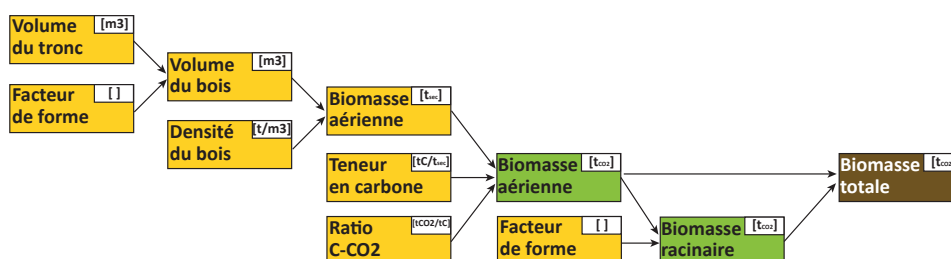 Volume [m3]
du tronc
Facteur [ ]
de forme
Volume [m3]
du bois
Densité [t/m3]
du bois
Biomasse [tsec]
aérienne
Teneur [tC/tsec]
en carbone
Ratio [tCO2/tC]
C-CO2
Biomasse [tCO2]
aérienne
Facteur [ ]
de forme
Biomasse [tCO2]
racinaire
Biomasse [tCO2
totale